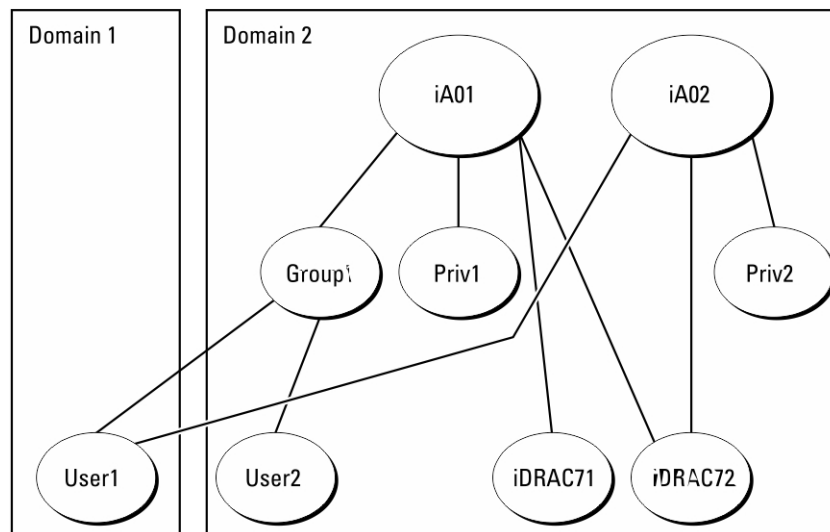 Domain 1
Domain 2
iA01
iA02
Group1
Priv1
Priv2
User1
User2
iDRAC71
iDRAC72